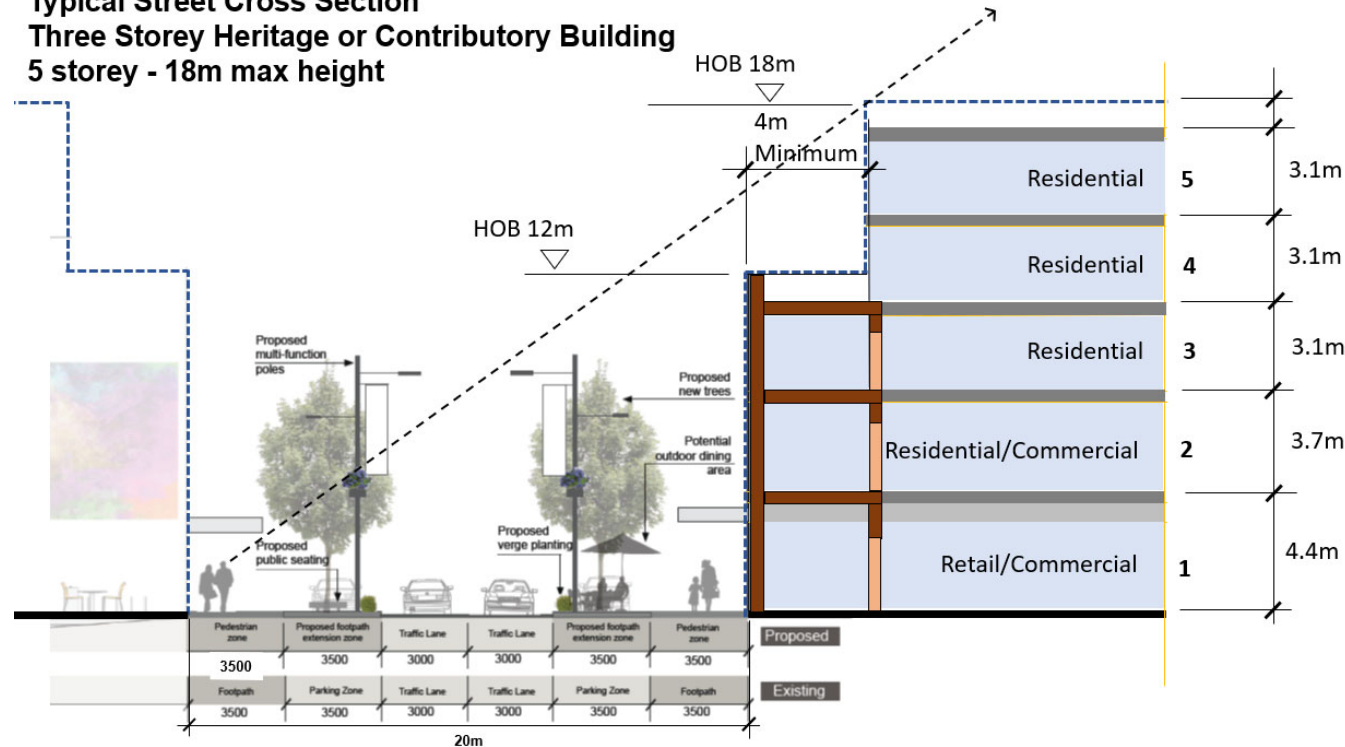 Typical Street Cross Section
Three Storey Heritage or Contributory Building
5 storey - 18m max height
HOB 18m
4m
Minimum
HOB 12m
Residential 5 3.1m
Residential 4 3.1m
Residential 3 3.1m
Residential/Commercial 2 3.7m
Retail/Commercial 1 4.4m
Proposed
multi-function
poles
Proposed
new trees
Potential
outdoor dining
area
Proposed
public seating
Proposed
verge planting
Pedestrian
zone
Proposed footpath
extension zone
Traffic Lane
Traffic Lane
Proposed footpath
extension zone
Pedestrian
zone
Proposed
3500 3500 3000 3000 3500 3500
Footpath Parking Zone Traffic Lane Traffic Lane Parking Zone Footpath Existing
3500 3500 3000 3000 3500 3500
20m